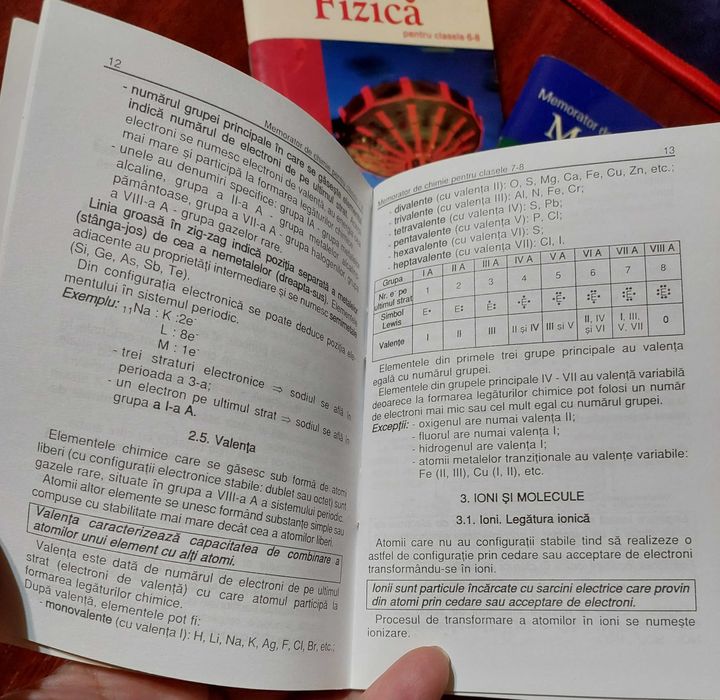 Fizică
pentru clasele 6-8
Memorator de
12
Memorator de chimie pentru
- numărul grupei principale în care se găsește elementul
indică numărul de electroni de pe ultimul strat. Acești
electroni se numesc electroni de valență, au energia cea
mai mare și participă la formarea legăturilor chimice.
- unele au denumiri specifice: grupa IA - grupa metalelor
alcaline, grupa a II-a A - grupa metalelor alcalino-
pământoase, grupa a VII-a A - grupa halogenilor, grupa
a VIII-a A - grupa gazelor rare.
Linia groasă în zig-zag indică poziția separată a metalelor
(stânga-jos) de cea a nemetalelor (dreapta-sus). Elementele
adiacente au proprietăți intermediare și se numesc semimetale
(Si, Ge, As, Sb, Te).
Din configurația electronică se poate deduce poziția ele-
mentului în sistemul periodic.
Exemplu: ₁₁Na : K :2e⁻
L : 8e⁻
M : 1e⁻
- trei straturi electronice ⇒ sodiul se află în
perioada a 3-a;
- un electron pe ultimul strat ⇒ sodiul se află în
grupa a I-a A.
2.5. Valența
Elementele chimice care se găsesc sub formă de atomi
liberi (cu configurații electronice stabile: dublet sau octet) sunt
gazele rare, situate în grupa a VIII-a A a sistemului periodic.
Atomii altor elemente se unesc formând substanțe simple sau
compuse cu stabilitate mai mare decât cea a atomilor liberi.
Valența caracterizează capacitatea de combinare a
atomilor unui element cu alți atomi.
Valența este dată de numărul de electroni de pe ultimul
strat (electroni de valență) cu care atomul participă la
formarea legăturilor chimice.
După valență, elementele pot fi:
- monovalente (cu valența I): H, Li, Na, K, Ag, F, Cl, Br, etc.;
Memorator de chimie pentru clasele 7-8
13
- divalente (cu valența II): O, S, Mg, Ca, Fe, Cu, Zn, etc.;
- trivalente (cu valența III): Al, N, Fe, Cr;
- tetravalente (cu valența IV): S, Pb;
- pentavalente (cu valența V): P, Cl;
- hexavalente (cu valența VI): S;
- heptavalente (cu valența VII): Cl, I.
Grupa I A II A III A IV A V A VI A VII A VIII A
Nr. e⁻ pe ultimul strat 1 2 3 4 5 6 7 8
Simbol Lewis E• E• E• •E• •E• •E• •E• •E•
Valențe I II III II și IV III și V II, IV și VI I, III, V, VII 0
Elementele din primele trei grupe principale au valența
egală cu numărul grupei.
Elementele din grupele principale IV - VII au valență variabilă
deoarece la formarea legăturilor chimice pot folosi un număr
de electroni mai mic sau cel mult egal cu numărul grupei.
Excepții: - oxigenul are numai valența II;
- fluorul are numai valența I;
- hidrogenul are valența I;
- atomii metalelor tranziționale au valențe variabile:
Fe (II, III), Cu (I, II), etc.
3. IONI ȘI MOLECULE
3.1. Ioni. Legătura ionică
Atomii care nu au configurații stabile tind să realizeze o
astfel de configurație prin cedare sau acceptare de electroni
transformându-se în ioni.
Ionii sunt particule încărcate cu sarcini electrice care provin
din atomi prin cedare sau acceptare de electroni.
Procesul de transformare a atomilor în ioni se numește
ionizare.